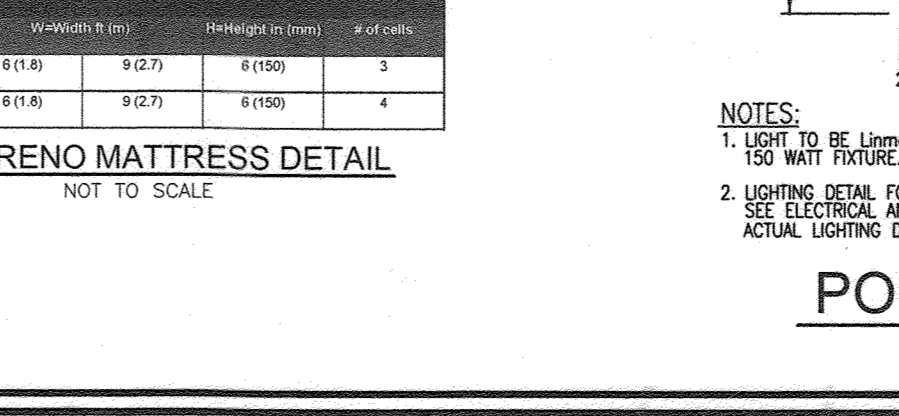 W=Width ft (m) H=Height in (mm) # of cells
6 (1.8) 9 (2.7) 6 (150) 3
6 (1.8) 9 (2.7) 6 (150) 4
RENO MATTRESS DETAIL
NOT TO SCALE
NOTES:
1. LIGHT TO BE Linm
150 WATT FIXTURE.
2. LIGHTING DETAIL FO
SEE ELECTRICAL A
ACTUAL LIGHTING D
PO